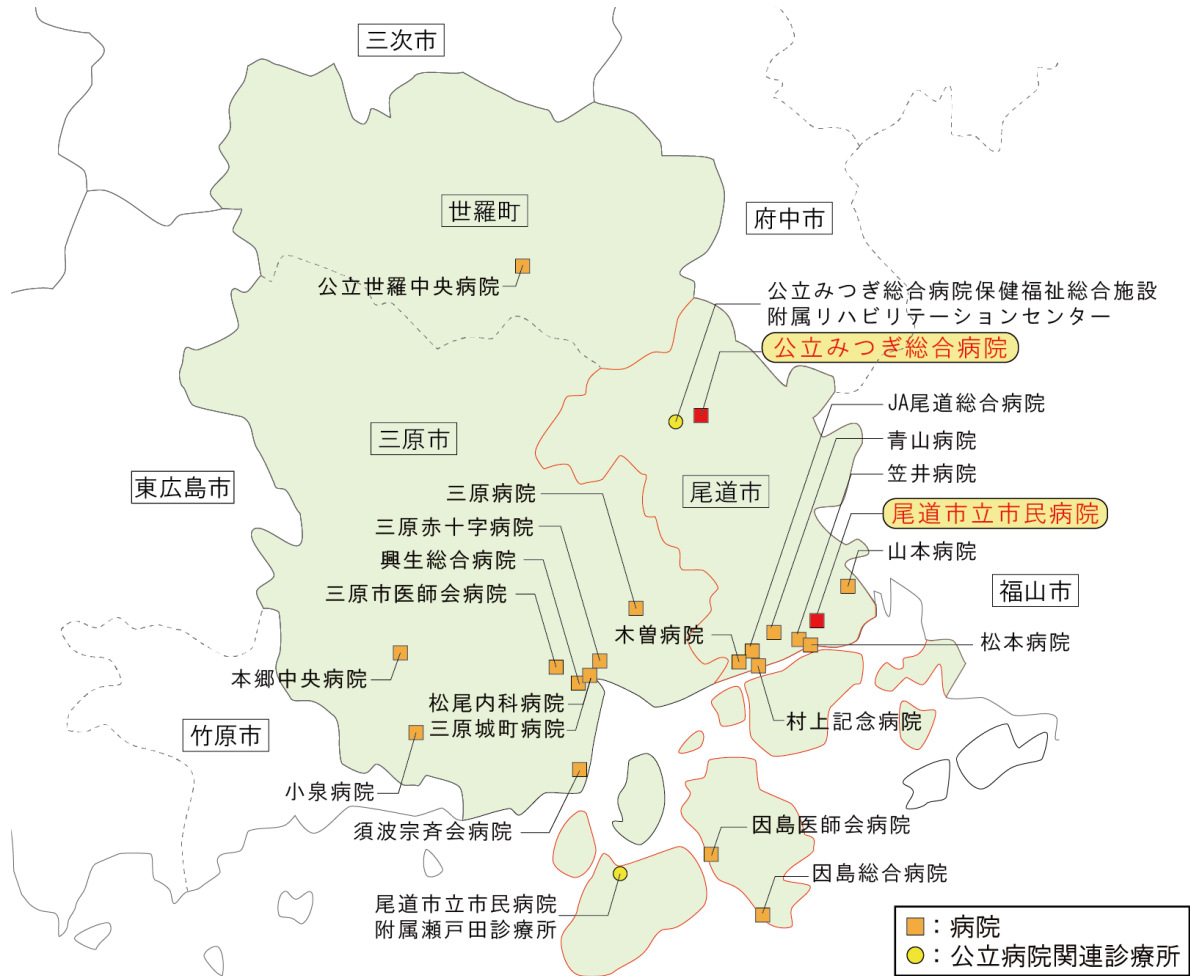 三次市
世羅町
府中市
公立世羅中央病院
公立みつぎ総合病院保健福祉総合施設
附属リハビリテーションセンター
公立みつぎ総合病院
JA尾道総合病院
三原市
青山病院
東広島市
三原病院
尾道市
笠井病院
尾道市立市民病院
三原赤十字病院
興生総合病院
山本病院
三原市医師会病院
福山市
木曽病院
松本病院
本郷中央病院
松尾内科病院
三原城町病院
村上記念病院
竹原市
小泉病院
須波宗斉会病院
因島医師会病院
因島総合病院
尾道市立市民病院
附属瀬戸田診療所
：病院
：公立病院関連診療所